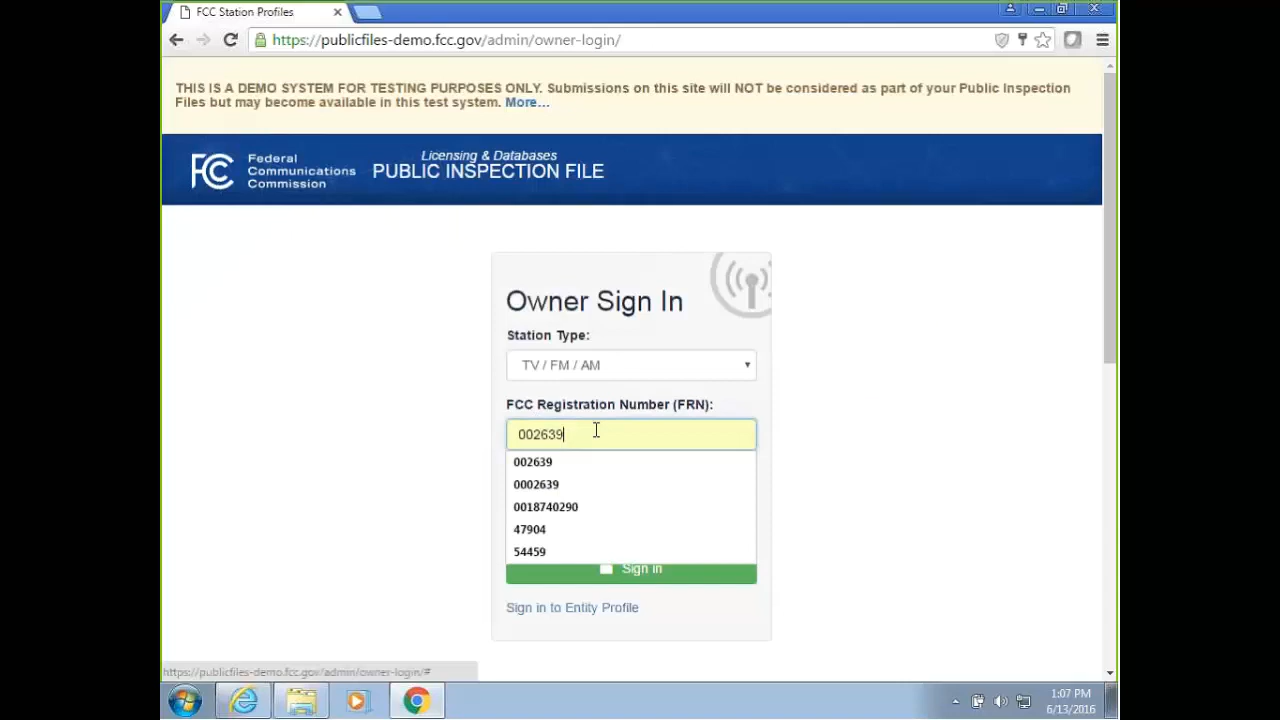 FCC Station Profiles
https://publicfiles-demo.fcc.gov/admin/owner-login/
THIS IS A DEMO SYSTEM FOR TESTING PURPOSES ONLY. Submissions on this site will NOT be considered as part of your Public Inspection
Files but may become available in this test system. More...
FCC
Federal
Communications
Commission
Licensing & Databases
PUBLIC INSPECTION FILE
Owner Sign In
Station Type:
TV / FM / AM
FCC Registration Number (FRN):
002639
002639
0002639
0018740290
47904
54459
Sign in
Sign in to Entity Profile
https://publicfiles-demo.fcc.gov/admin/owner-login/#
1:07 PM
6/13/2016